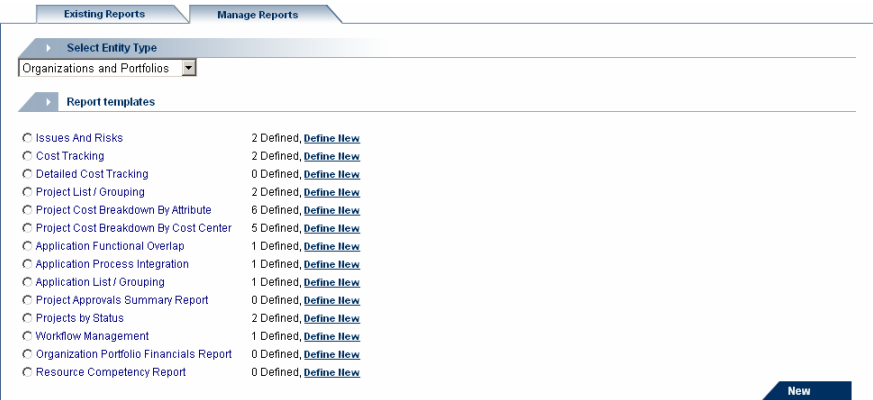 Existing Reports Manage Reports
Select Entity Type
Organizations and Portfolios
Report templates
Issues And Risks 2 Defined, Define New
Cost Tracking 2 Defined, Define New
Detailed Cost Tracking 0 Defined, Define New
Project List / Grouping 2 Defined, Define New
Project Cost Breakdown By Attribute 6 Defined, Define New
Project Cost Breakdown By Cost Center 5 Defined, Define New
Application Functional Overlap 1 Defined, Define New
Application Process Integration 1 Defined, Define New
Application List / Grouping 1 Defined, Define New
Project Approvals Summary Report 0 Defined, Define New
Projects by Status 2 Defined, Define New
Workflow Management 1 Defined, Define New
Organization Portfolio Financials Report 0 Defined, Define New
Resource Competency Report 0 Defined, Define New
New